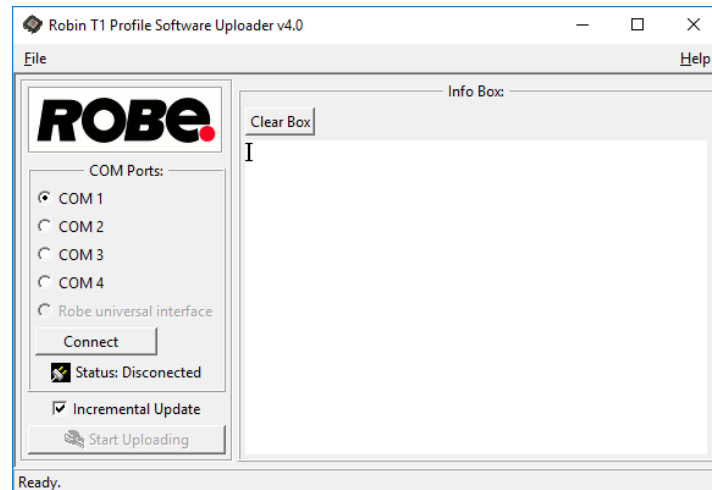 Robin T1 Profile Software Uploader v4.0
File
Help
ROBE
COM Ports:
COM 1
COM 2
COM 3
COM 4
Robe universal interface
Connect
Status: Disconected
Incremental Update
Start Uploading
Info Box:
Clear Box
Ready.